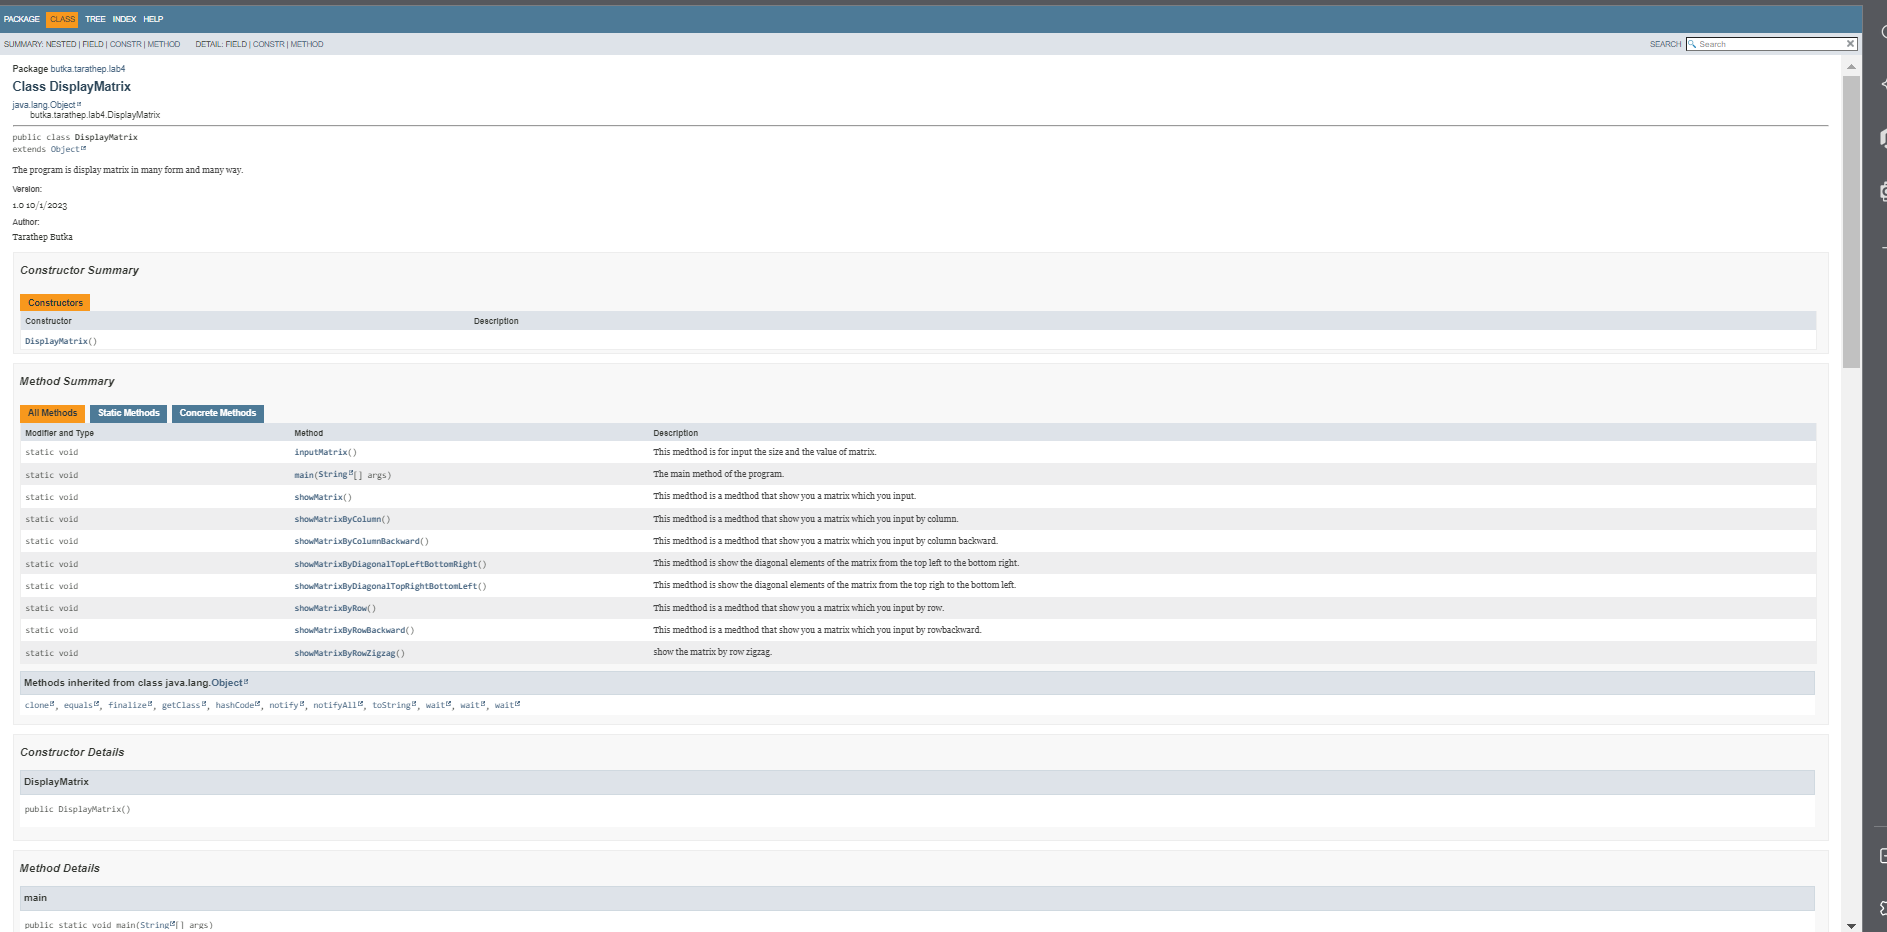 PACKAGE CLASS TREE INDEX HELP
SUMMARY: NESTED | FIELD | CONSTR | METHOD DETAIL: FIELD | CONSTR | METHOD SEARCH Search
Package butka.tarathep.lab4
Class DisplayMatrix
java.lang.Object
butka.tarathep.lab4.DisplayMatrix
public class DisplayMatrix
extends Object
The program is display matrix in many form and many way.
Version:
1.0 10/1/2023
Author:
Tarathep Butka
Constructor Summary
Constructors
Constructor Description
DisplayMatrix()
Method Summary
All Methods Static Methods Concrete Methods
Modifier and Type Method Description
static void inputMatrix() This medthod is for input the size and the value of matrix.
static void main(String[] args) The main method of the program.
static void showMatrix() This medthod is a medthod that show you a matrix which you input.
static void showMatrixByColumn() This medthod is a medthod that show you a matrix which you input by column.
static void showMatrixByColumnBackward() This medthod is a medthod that show you a matrix which you input by column backward.
static void showMatrixByDiagonalTopLeftBottomRight() This medthod is show the diagonal elements of the matrix from the top left to the bottom right.
static void showMatrixByDiagonalTopRightBottomLeft() This medthod is show the diagonal elements of the matrix from the top righ to the bottom left.
static void showMatrixByRow() This medthod is a medthod that show you a matrix which you input by row.
static void showMatrixByRowBackward() This medthod is a medthod that show you a matrix which you input by rowbackward.
static void showMatrixByRowZigzag() show the matrix by row zigzag.
Methods inherited from class java.lang.Object
clone, equals, finalize, getClass, hashCode, notify, notifyAll, toString, wait, wait, wait
Constructor Details
DisplayMatrix
public DisplayMatrix()
Method Details
main
public static void main(String[] args)